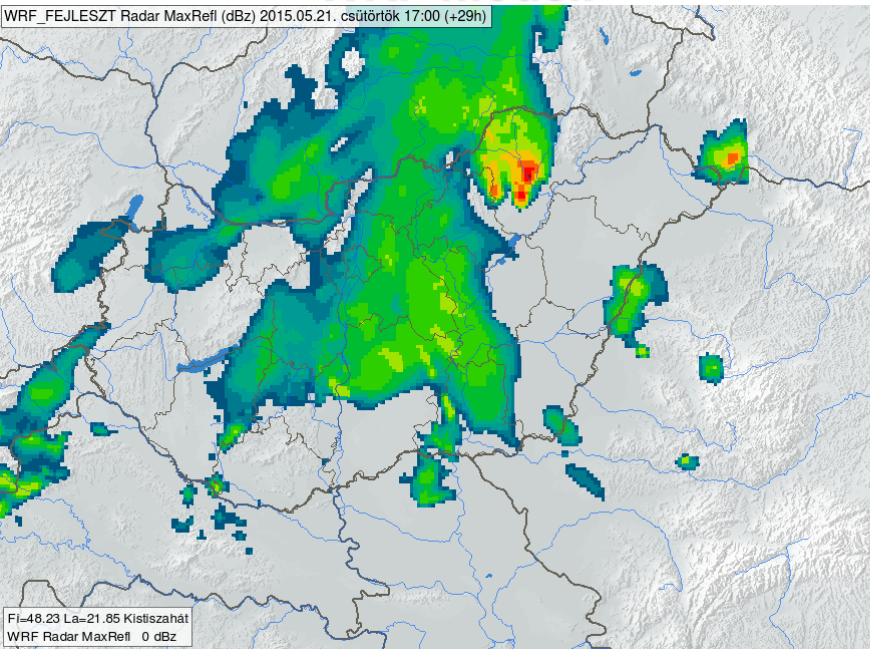 WRF_FEJLESZT Radar MaxRefl (dBz) 2015.05.21. csütörtök 17:00 (+29h)
Fi=48.23 La=21.85 Kistiszahát
WRF Radar MaxRefl 0 dBz